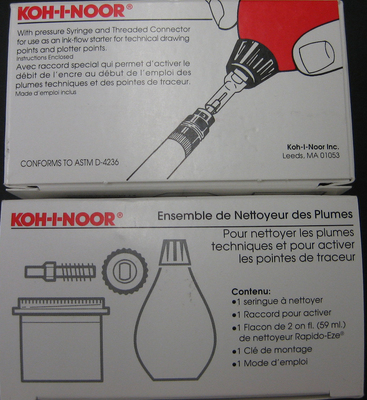 KOH-I-NOOR®
With pressure Syringe and Threaded Connector
for use as an ink-flow starter for technical drawing
points and plotter points.
Instructions Enclosed
Avec raccord special qui permet d'activer le
débit de l'encre au début de l'emploi des
plumes techniques et des pointes de traceur.
Mode d'emploi inclus
Koh-I-Noor Inc.
Leeds, MA 01053
CONFORMS TO ASTM D-4236
KOH-I-NOOR®
Ensemble de Nettoyeur des Plumes
Pour nettoyer les plumes
techniques et pour activer
les pointes de traceur
Contenu:
•1 seringue à nettoyer
•1 Raccord pour activer
•1 Flacon de 2 on fl. (59 ml.)
de nettoyeur Rapido-Eze®
•1 Clé de montage
•1 Mode d'emploi